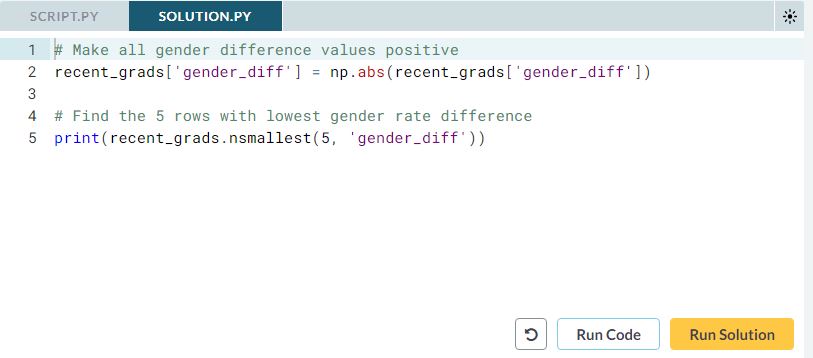 SCRIPT.PY SOLUTION.PY
1 # Make all gender difference values positive
2 recent_grads['gender_diff'] = np.abs(recent_grads['gender_diff'])
3
4 # Find the 5 rows with lowest gender rate difference
5 print(recent_grads.nsmallest(5, 'gender_diff'))
Run Code Run Solution